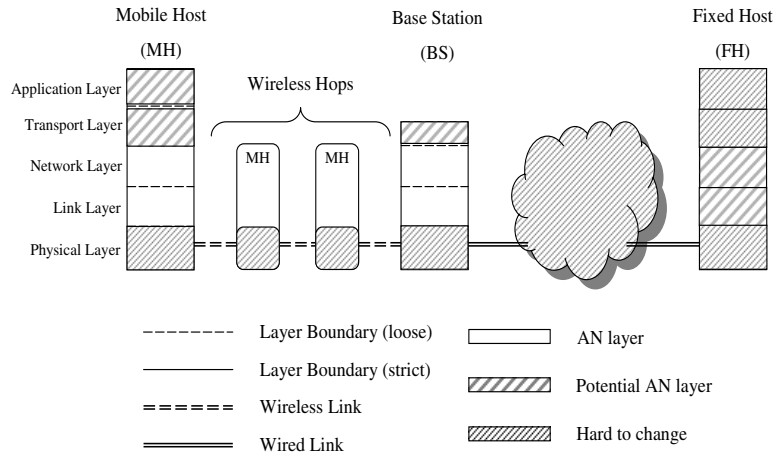 Mobile Host
(MH)
Base Station
(BS)
Fixed Host
(FH)
Wireless Hops
Application Layer
Transport Layer
Network Layer
Link Layer
Physical Layer
MH
MH
Layer Boundary (loose)
Layer Boundary (strict)
Wireless Link
Wired Link
AN layer
Potential AN layer
Hard to change